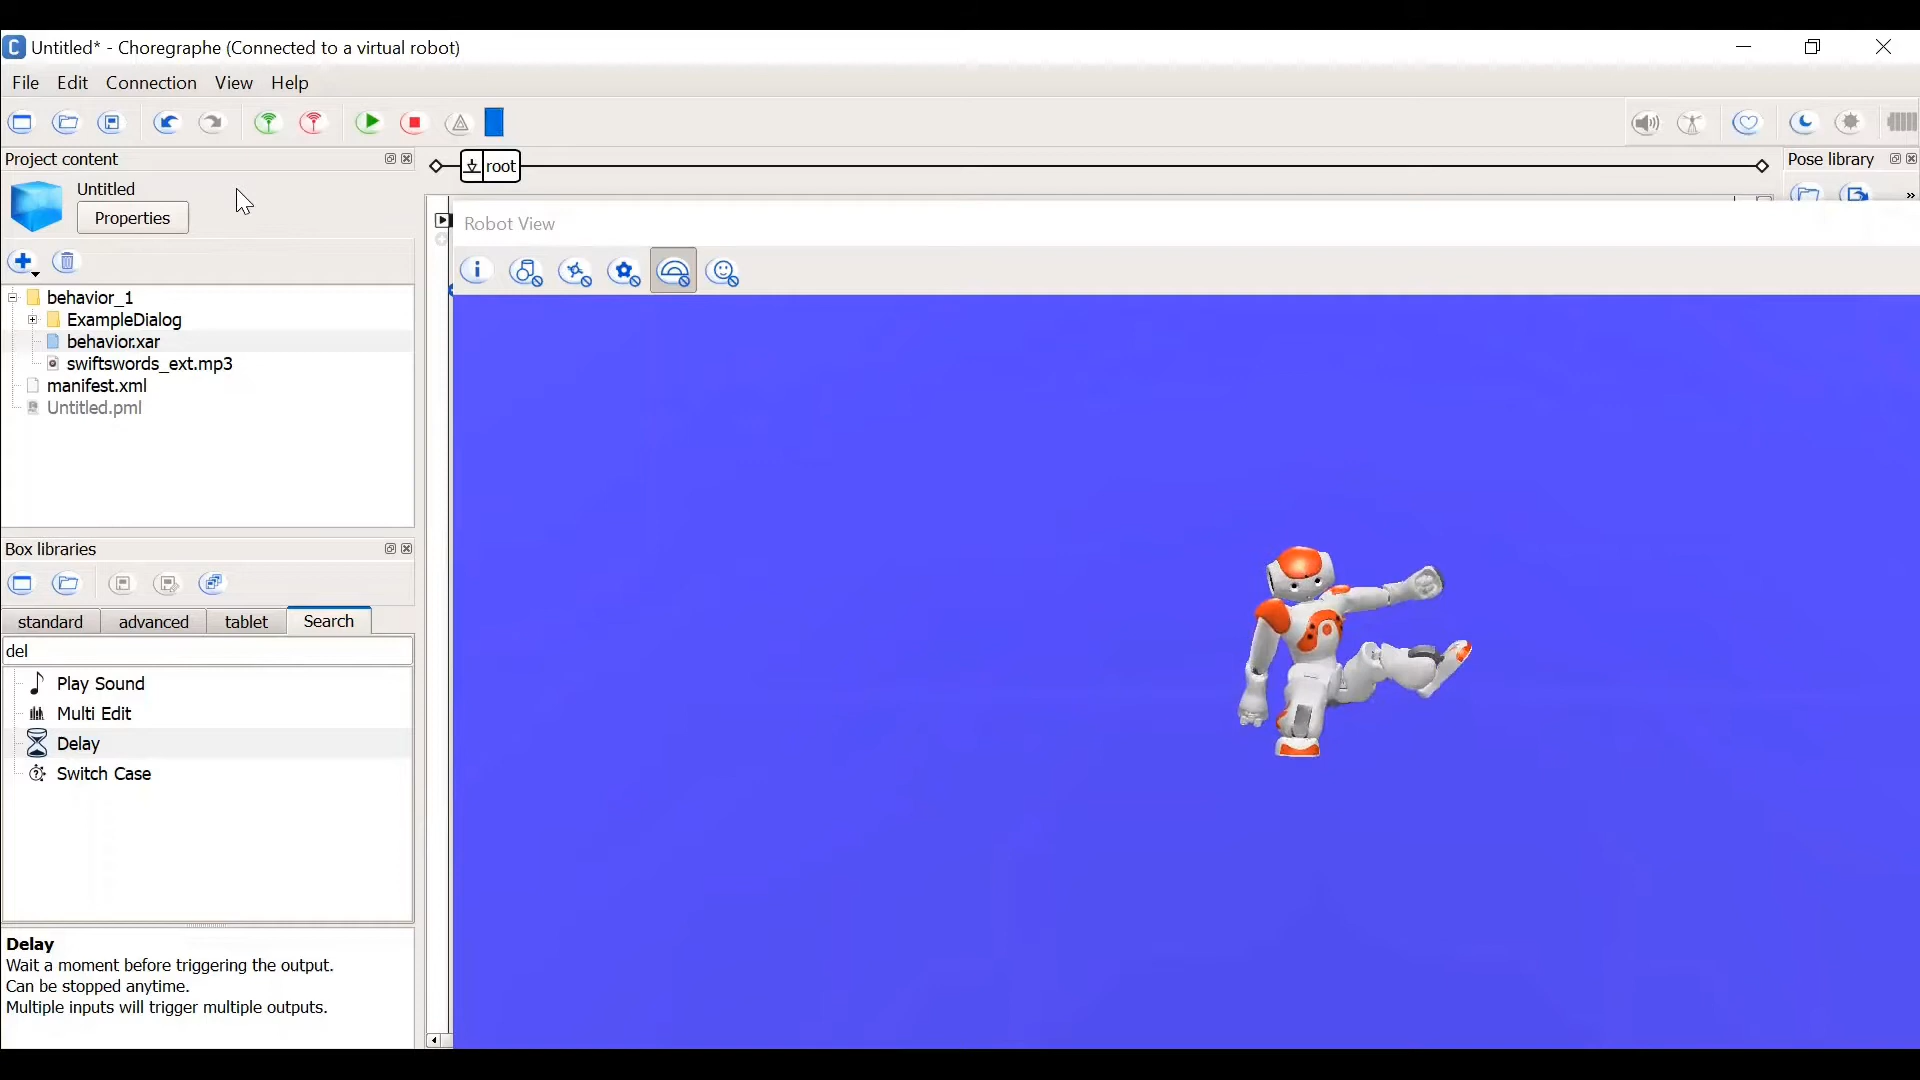 Untitled* - Choregraphe (Connected to a virtual robot)
File Edit Connection View Help
Project content
root
Pose library
Untitled
Properties
»
Robot View
behavior_1
ExampleDialog
behavior.xar
swiftswords_ext.mp3
manifest.xml
Untitled.pml
Box libraries
standard advanced tablet Search
del
Play Sound
Multi Edit
Delay
Switch Case
Delay
Wait a moment before triggering the output.
Can be stopped anytime.
Multiple inputs will trigger multiple outputs.